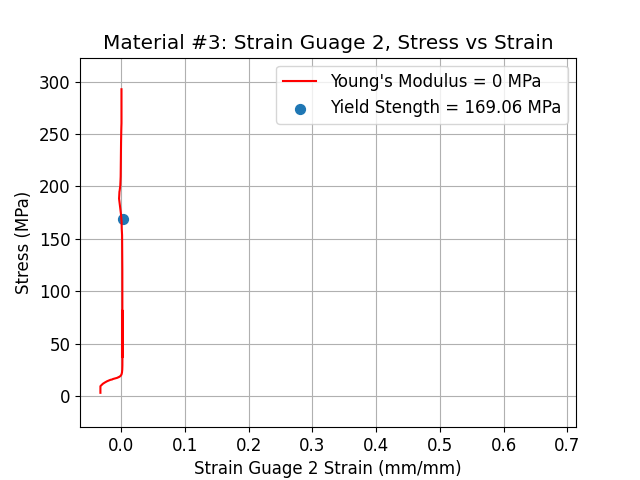 Material #3: Strain Guage 2, Stress vs Strain
Young's Modulus = 0 MPa
Yield Stength = 169.06 MPa
Stress (MPa)
300
250
200
150
100
50
0
0.0 0.1 0.2 0.3 0.4 0.5 0.6 0.7
Strain Guage 2 Strain (mm/mm)